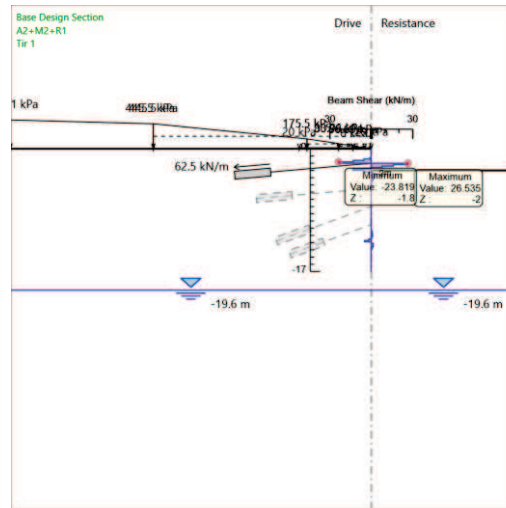 Base Design Section
A2+M2+R1
Tir 1
Drive Resistance
1 kPa
Beam Shear (kN/m)
30 30
175.5 kPa
20
62.5 kN/m
Minimum
Value: -23.819
Z : -1.8
Maximum
Value: 26.535
Z : -2
-17
-19.6 m -19.6 m